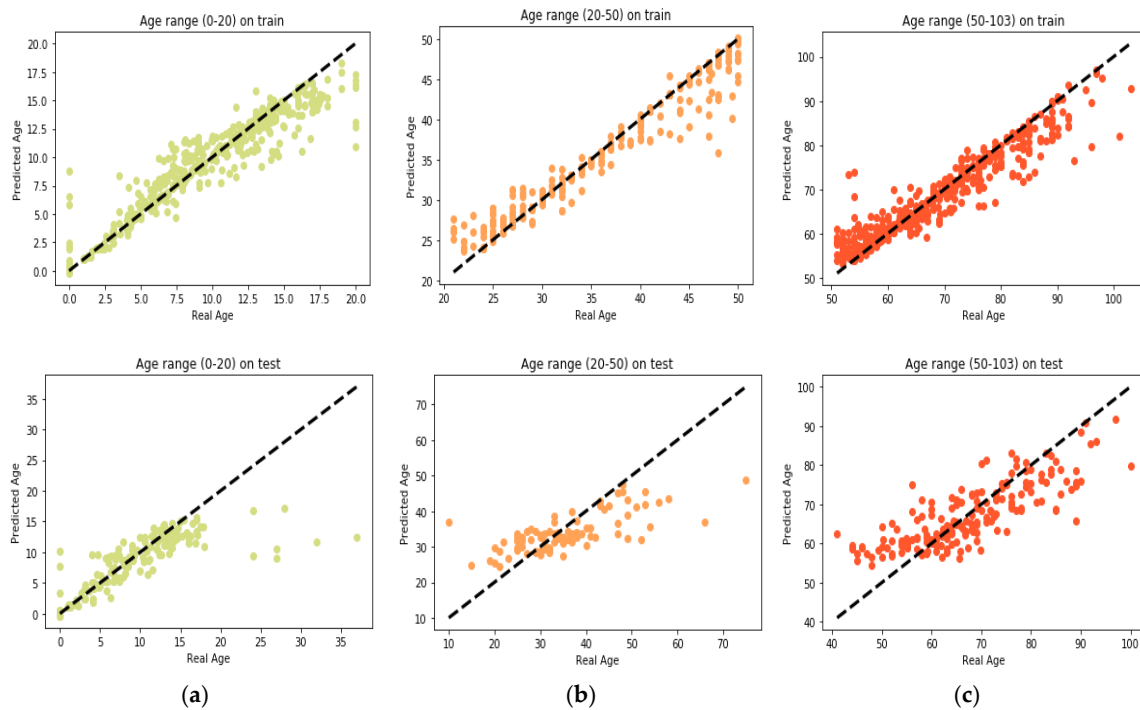 Age range (0-20) on train
Age range (20-50) on train
Age range (50-103) on train
Predicted Age
20.0
17.5
15.0
12.5
10.0
7.5
5.0
2.5
0.0
0.0 2.5 5.0 7.5 10.0 12.5 15.0 17.5 20.0
Real Age
Predicted Age
50
45
40
35
30
25
20
20 25 30 35 40 45 50
Real Age
Predicted Age
100
90
80
70
60
50
50 60 70 80 90 100
Real Age
Age range (0-20) on test
Age range (20-50) on test
Age range (50-103) on test
Predicted Age
35
30
25
20
15
10
5
0
0 5 10 15 20 25 30 35
Real Age
Predicted Age
70
60
50
40
30
20
10
10 20 30 40 50 60 70
Real Age
Predicted Age
100
90
80
70
60
50
40
40 50 60 70 80 90 100
Real Age
(a)
(b)
(c)